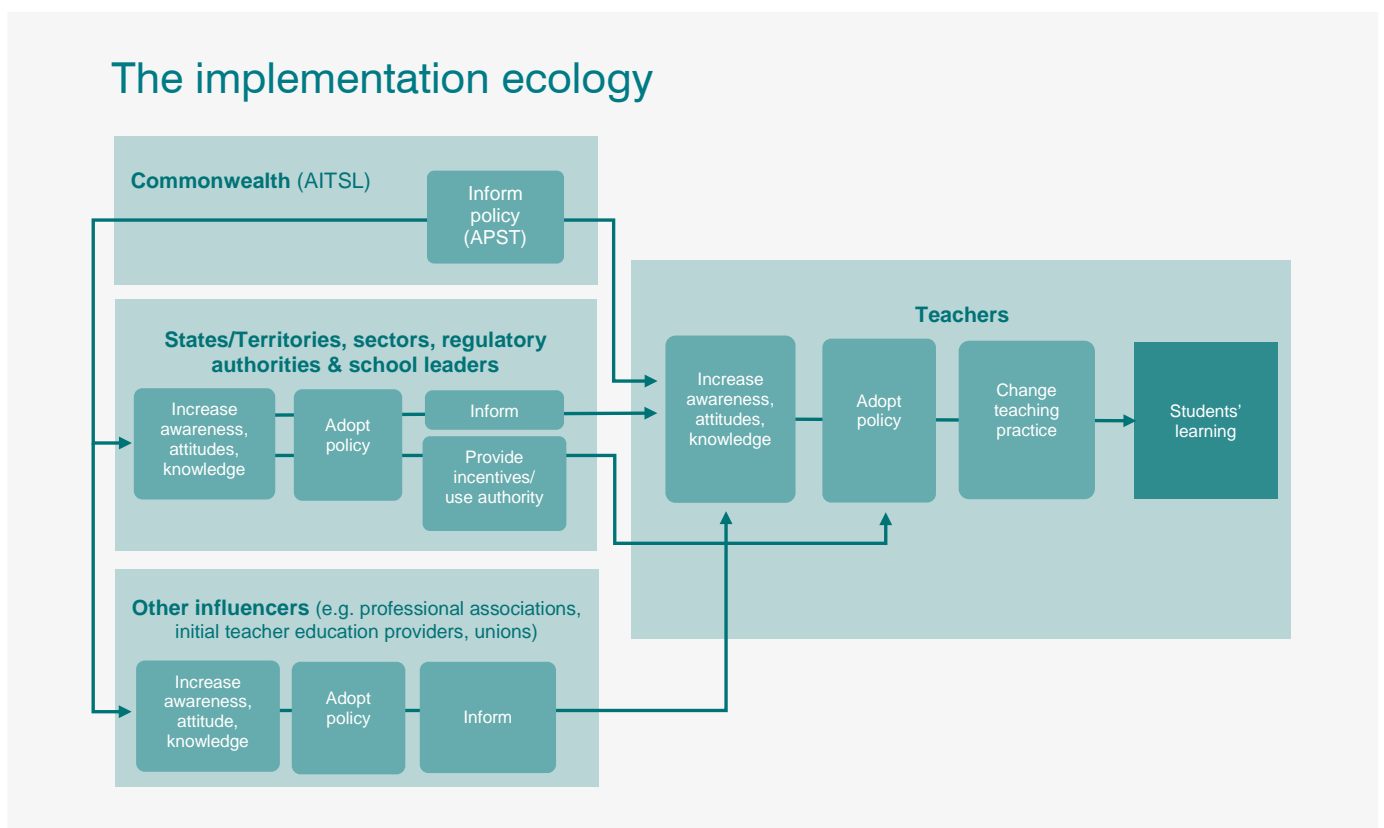 The implementation ecology
Commonwealth (AITSL)
Inform
policy
(APST)
States/Territories, sectors, regulatory
authorities & school leaders
Increase
awareness,
attitudes,
knowledge
Adopt
policy
Inform
Provide
incentives/
use authority
Other influencers (e.g. professional associations,
initial teacher education providers, unions)
Increase
awareness,
attitude,
knowledge
Adopt
policy
Inform
Teachers
Increase
awareness,
attitudes,
knowledge
Adopt
policy
Change
teaching
practice
Students’
learning